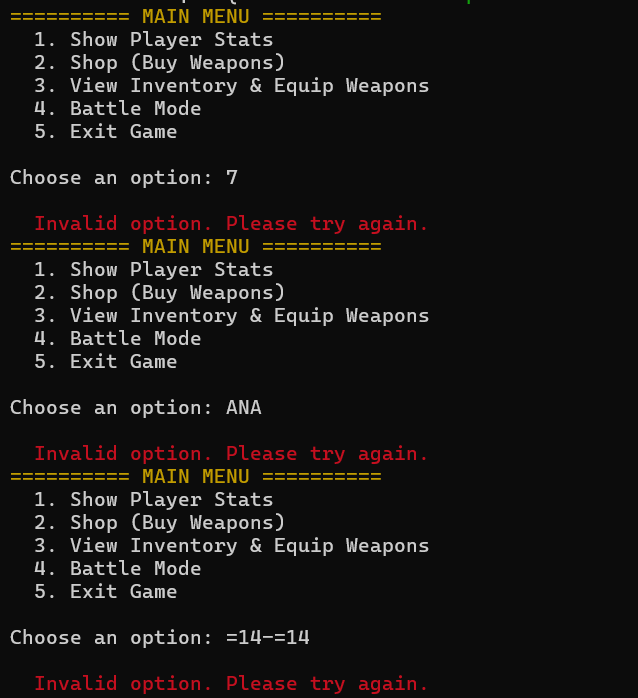 ========== MAIN MENU ==========
1. Show Player Stats
2. Shop (Buy Weapons)
3. View Inventory & Equip Weapons
4. Battle Mode
5. Exit Game
Choose an option: 7
Invalid option. Please try again.
========== MAIN MENU ==========
1. Show Player Stats
2. Shop (Buy Weapons)
3. View Inventory & Equip Weapons
4. Battle Mode
5. Exit Game
Choose an option: ANA
Invalid option. Please try again.
========== MAIN MENU ==========
1. Show Player Stats
2. Shop (Buy Weapons)
3. View Inventory & Equip Weapons
4. Battle Mode
5. Exit Game
Choose an option: =14-=14
Invalid option. Please try again.